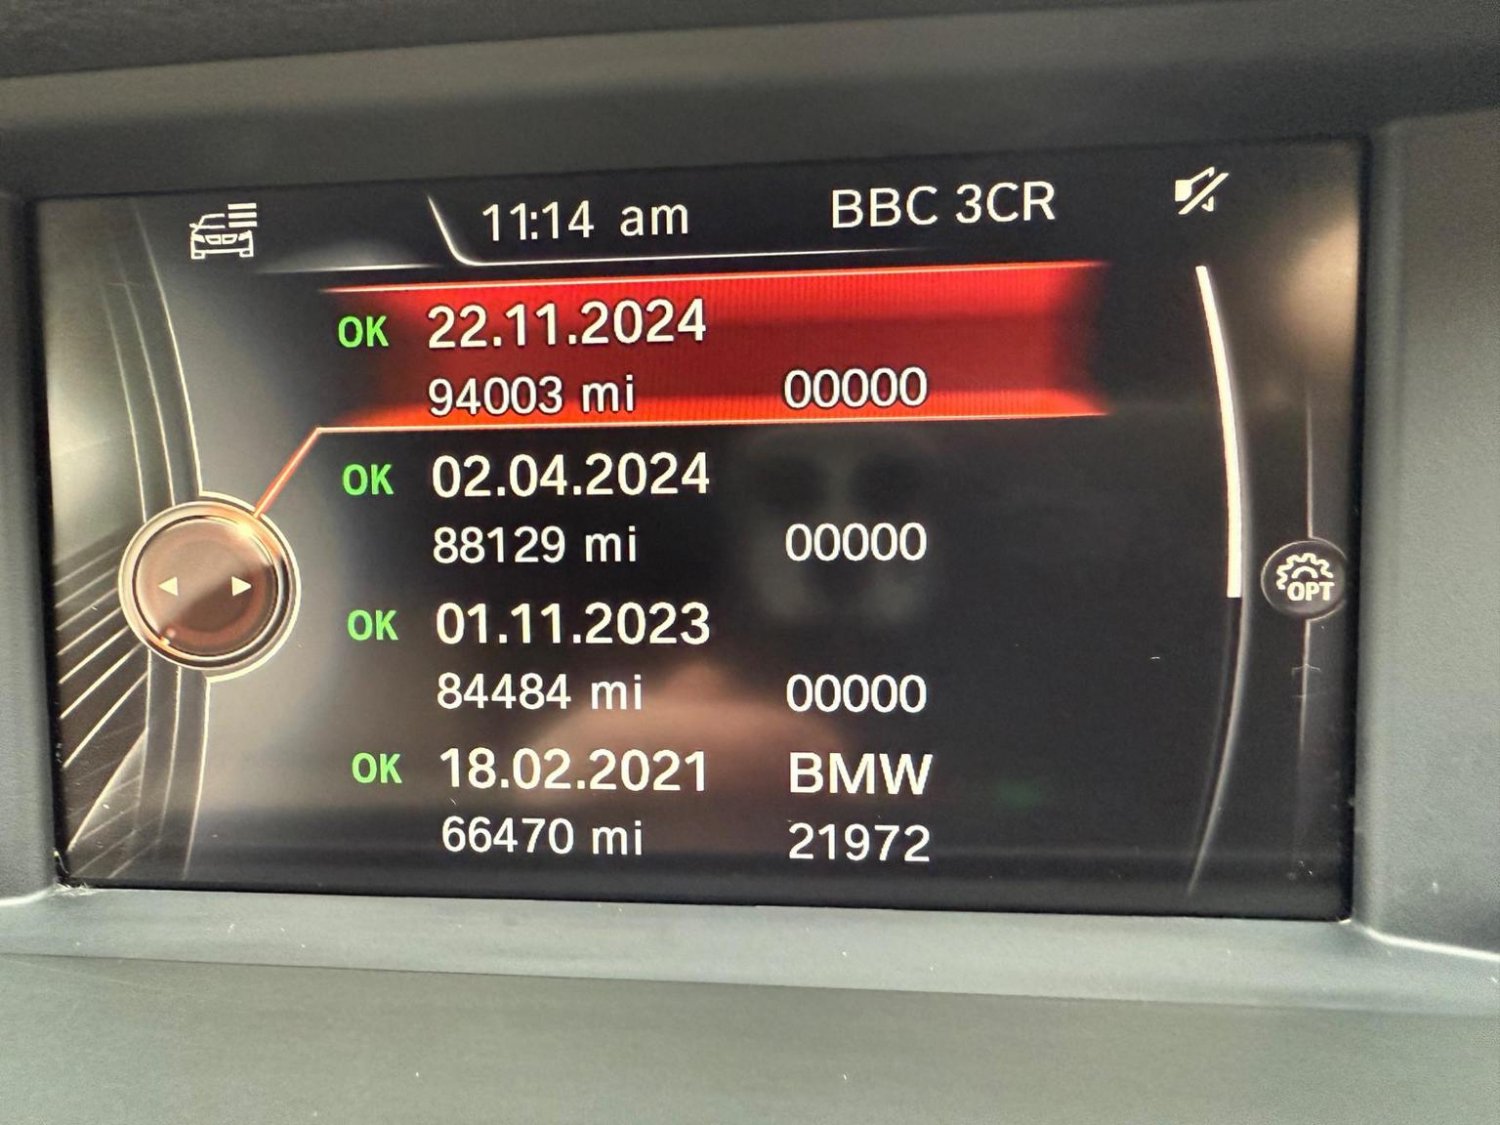 11:14 am BBC 3CR
OK 22.11.2024
94003 mi 00000
OK 02.04.2024
88129 mi 00000
OK 01.11.2023
84484 mi 00000
OK 18.02.2021 BMW
66470 mi 21972
OPT